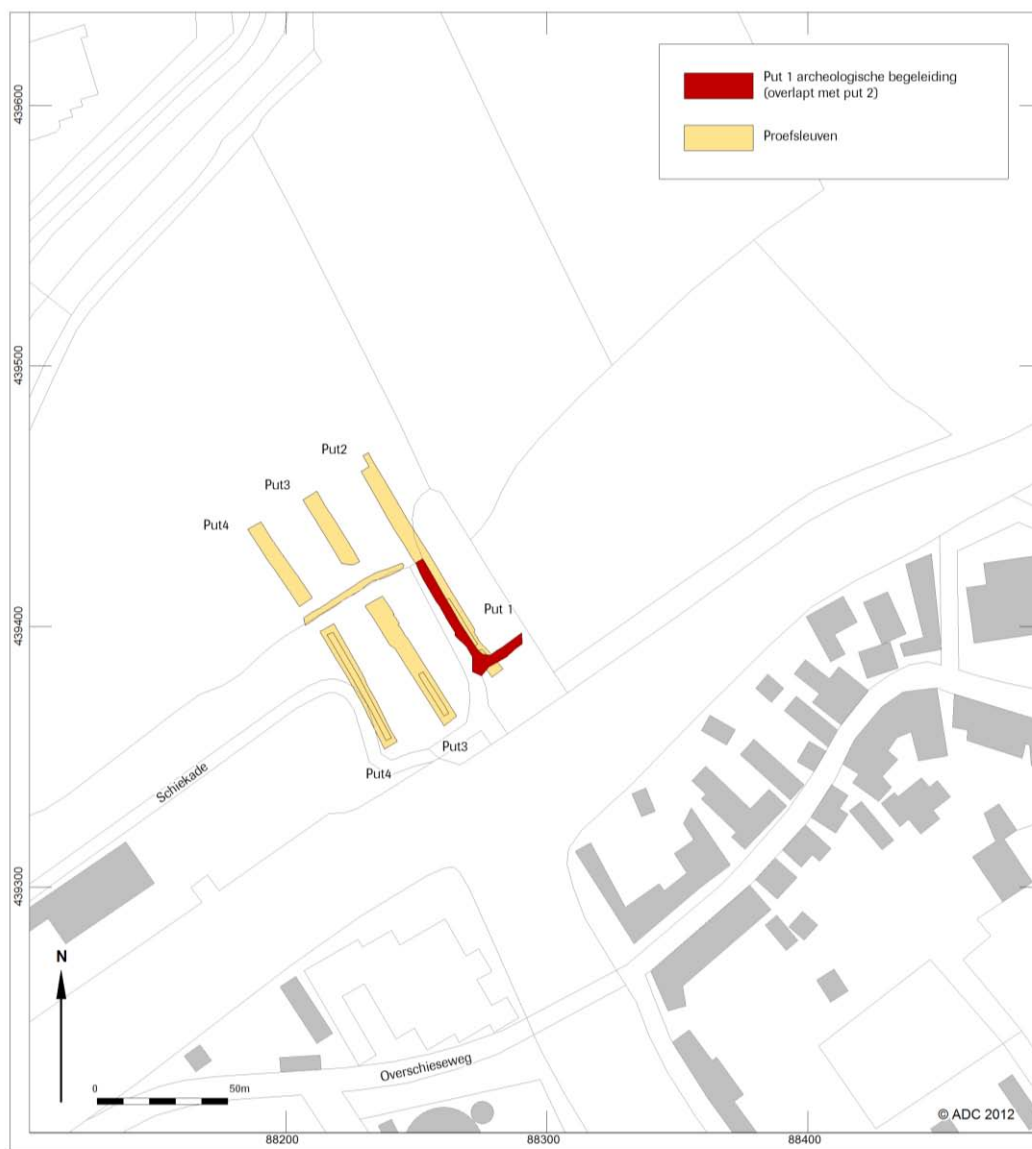 Put 1 archeologische begeleiding
(overlapt met put 2)
Proefsleuven
439600
439500
439400
439300
Put2
Put3
Put4
Put 1
Put3
Put4
Schiekade
N
0
50m
Overschieseweg
© ADC 2012
88200
88300
88400